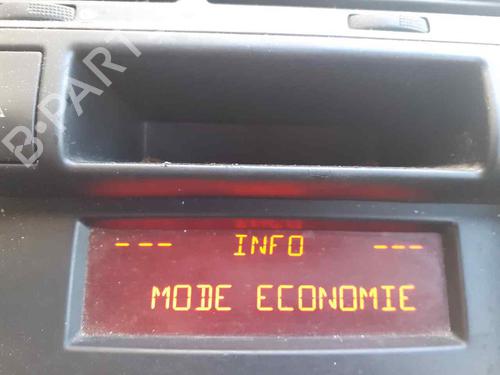 B-PART
--- INFO ---
MODE ECONOMIE